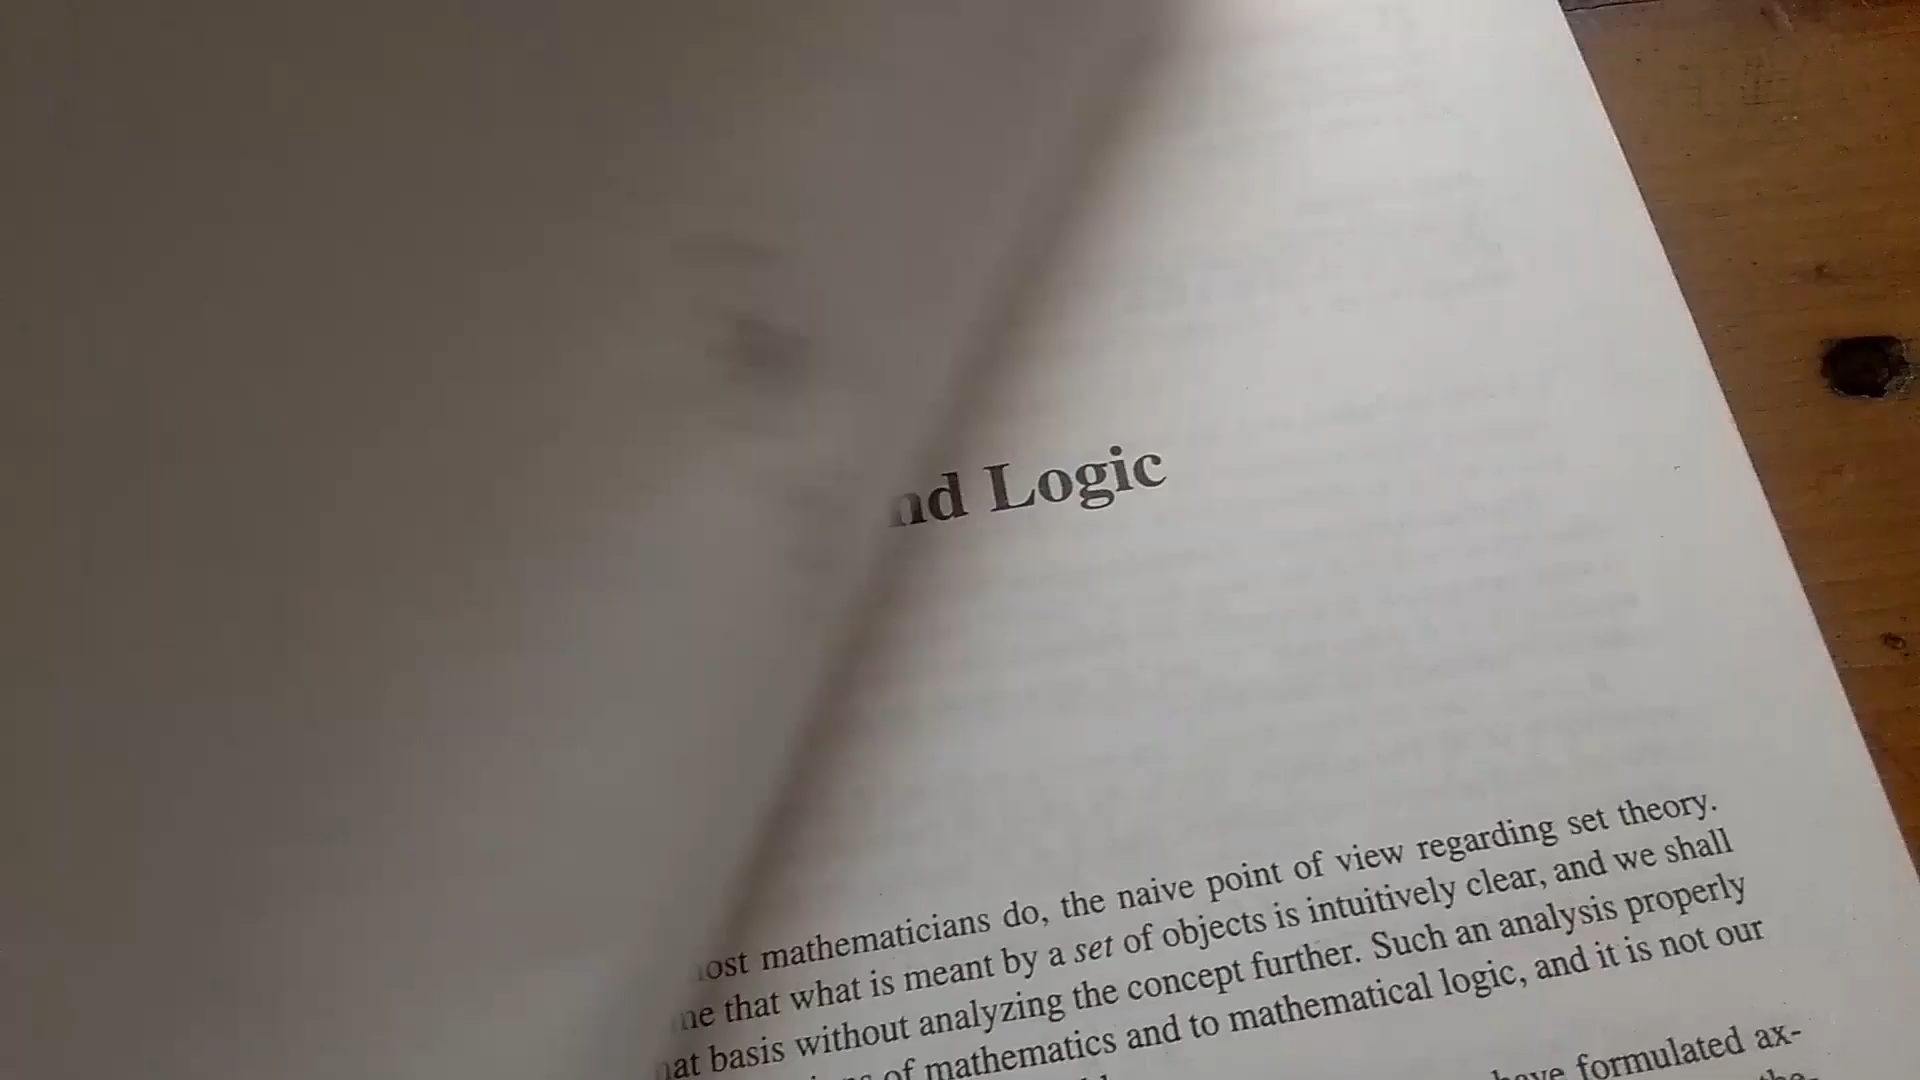 nd Logic
ost mathematicians do, the naive point of view regarding set theory.
ne that what is meant by a set of objects is intuitively clear, and we shall
at basis without analyzing the concept further. Such an analysis properly
of mathematics and to mathematical logic, and it is not our
have formulated ax-